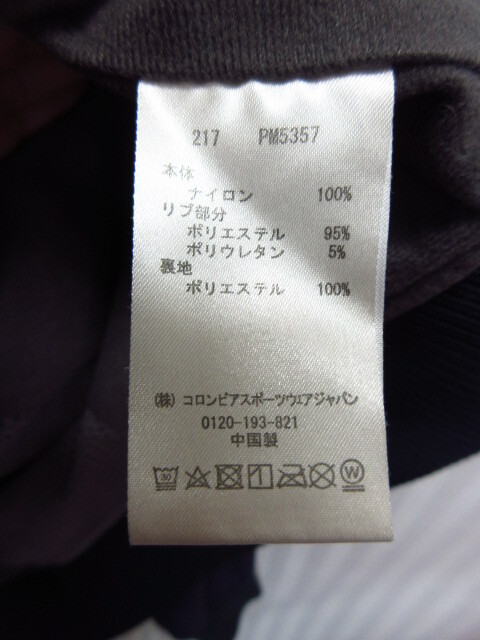 217 PM5357
本体
ナイロン 100%
リブ部分
ポリエステル 95%
ポリウレタン 5%
裏地
ポリエステル 100%
(株) コロンビアスポーツウエアジャパン
0120-193-821
中国製
30 W